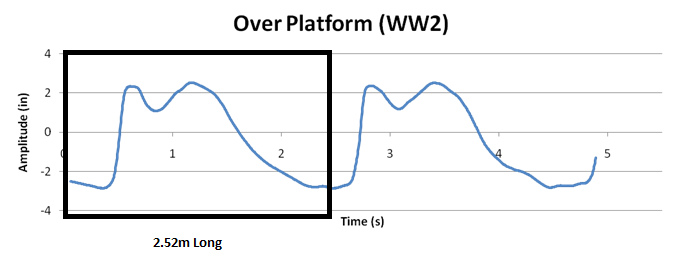 Over Platform (WW2)
Amplitude (in)
4
2
0
-2
-4
0 1 2 3 4 5
Time (s)
2.52m Long